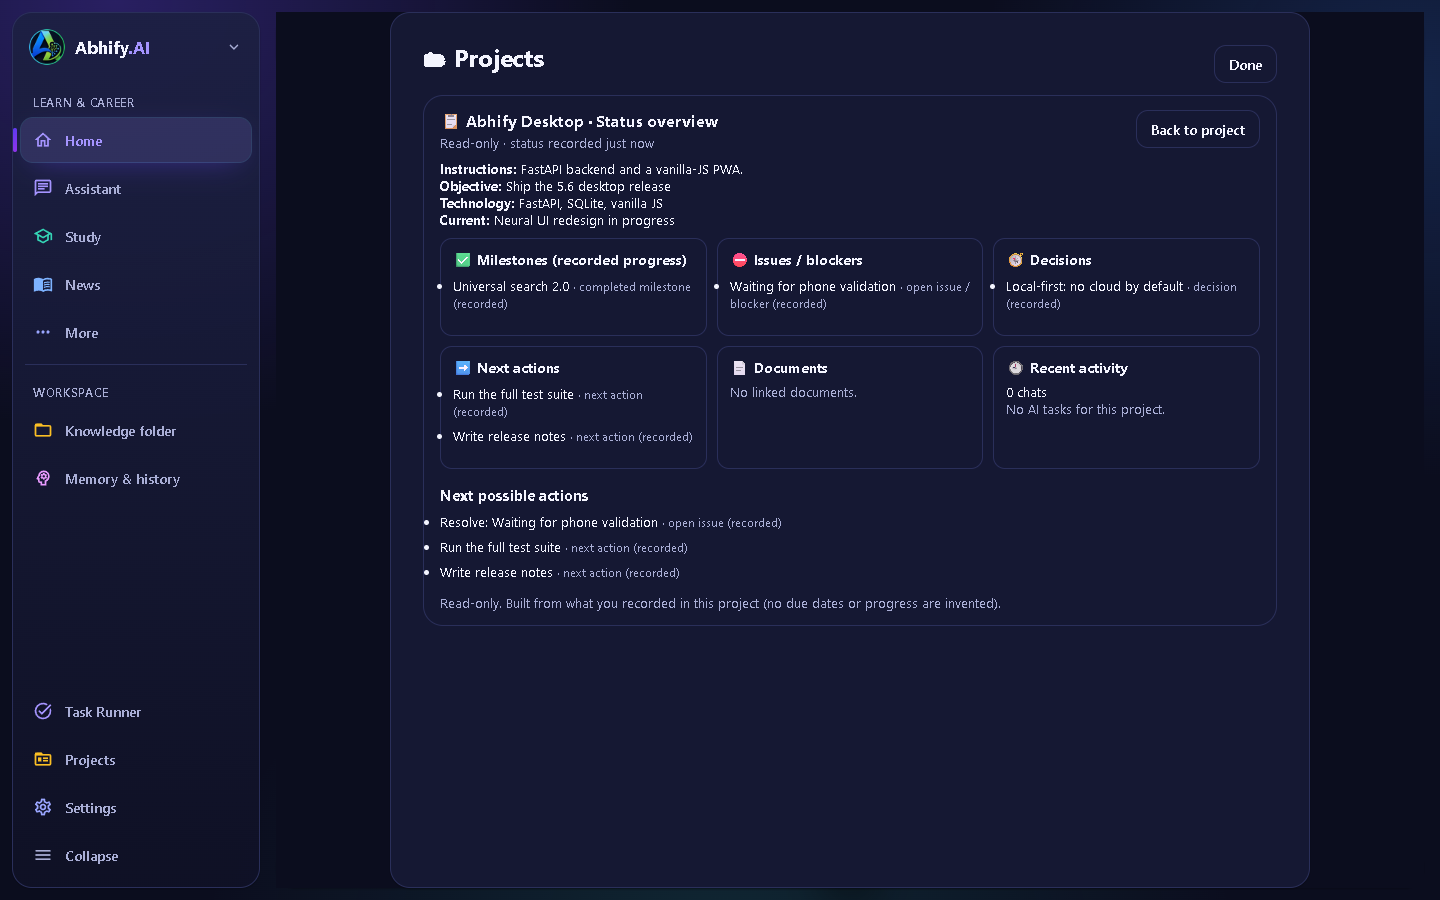 Abhify.AI
LEARN & CAREER
Home
Assistant
Study
News
More
WORKSPACE
Knowledge folder
Memory & history
Task Runner
Projects
Settings
Collapse
Projects
Done
Abhify Desktop · Status overview
Back to project
Read-only · status recorded just now
Instructions: FastAPI backend and a vanilla-JS PWA.
Objective: Ship the 5.6 desktop release
Technology: FastAPI, SQLite, vanilla JS
Current: Neural UI redesign in progress
Milestones (recorded progress)
Universal search 2.0 · completed milestone
(recorded)
Issues / blockers
Waiting for phone validation · open issue /
blocker (recorded)
Decisions
Local-first: no cloud by default · decision
(recorded)
Next actions
Run the full test suite · next action
(recorded)
Write release notes · next action (recorded)
Documents
No linked documents.
Recent activity
0 chats
No AI tasks for this project.
Next possible actions
Resolve: Waiting for phone validation · open issue (recorded)
Run the full test suite · next action (recorded)
Write release notes · next action (recorded)
Read-only. Built from what you recorded in this project (no due dates or progress are invented).